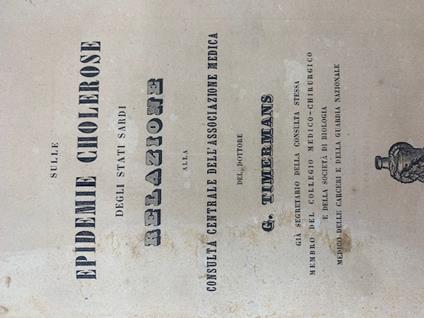 SULLE
EPIDEMIE CHOLEROSE
DEGLI STATI SARDI
RELAZIONE
ALLA
CONSULTA CENTRALE DELL'ASSOCIAZIONE MEDICA
DEL DOTTORE
G. TIMERMANS
GIÀ SEGRETARIO DELLA CONSULTA STESSA
MEMBRO DEL COLLEGIO MEDICO-CHIRURGICO
E DELLA SOCIETÀ DI BIOLOGIA
MEDICO DELLE CARCERI E DELLA GUARDIA NAZIONALE